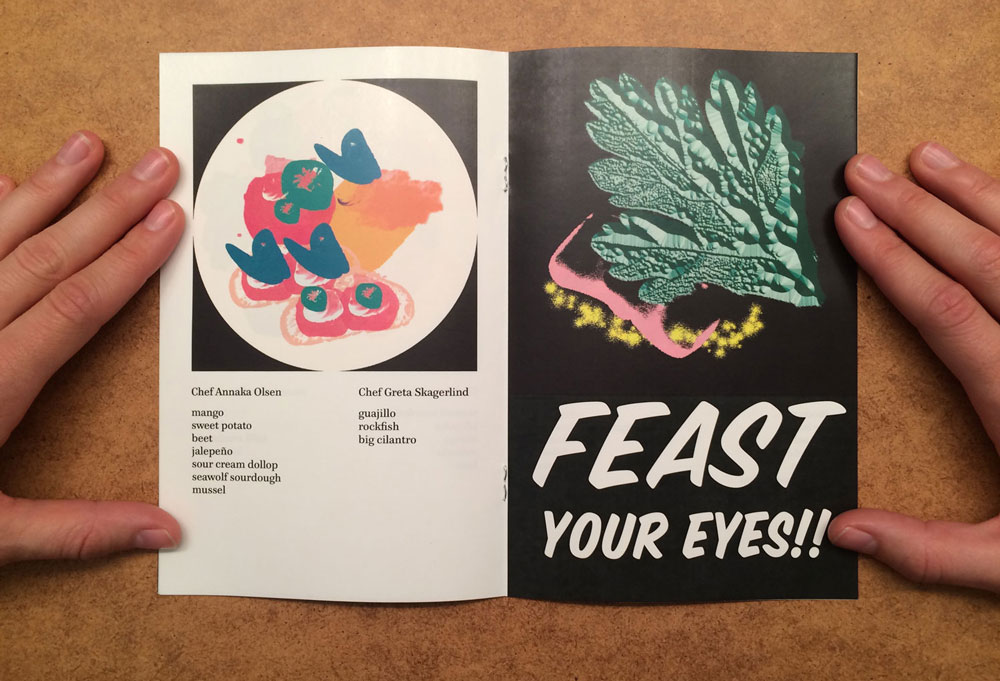 Chef Annaka Olsen
mango
sweet potato
beet
jalepeño
sour cream dollop
seawolf sourdough
mussel
Chef Greta Skagerlind
guajillo
rockfish
big cilantro
FEAST
YOUR EYES!!